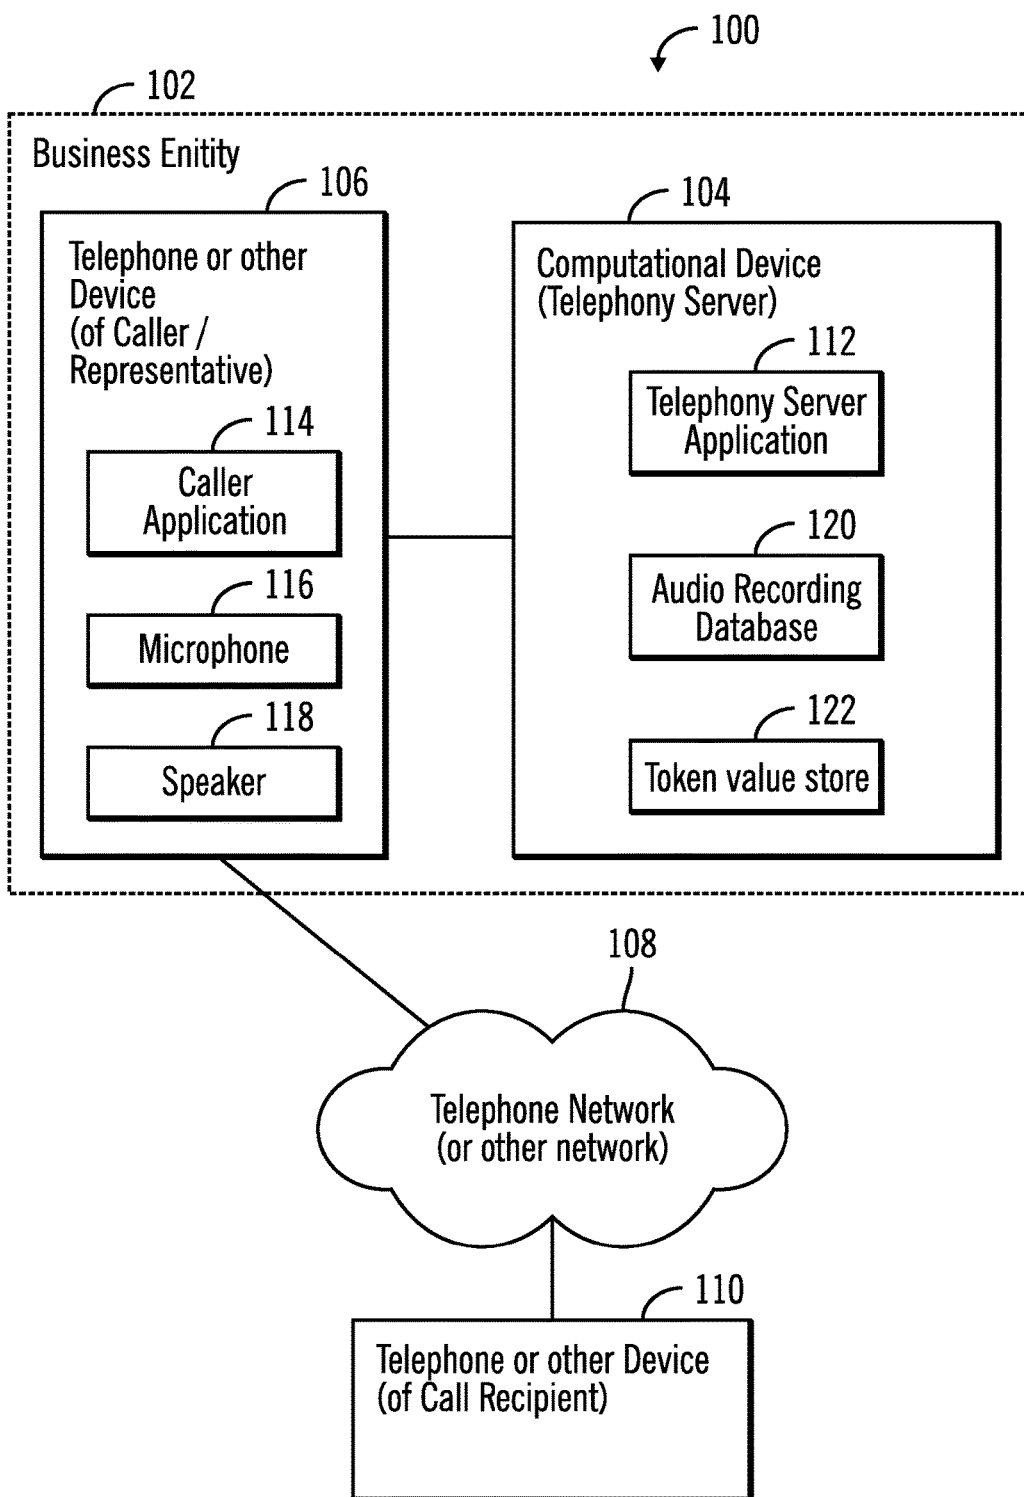 100
102
Business Enitity
106
Telephone or other
Device
(of Caller /
Representative)
114
Caller
Application
116
Microphone
118
Speaker
104
Computational Device
(Telephony Server)
112
Telephony Server
Application
120
Audio Recording
Database
122
Token value store
108
Telephone Network
(or other network)
110
Telephone or other Device
(of Call Recipient)